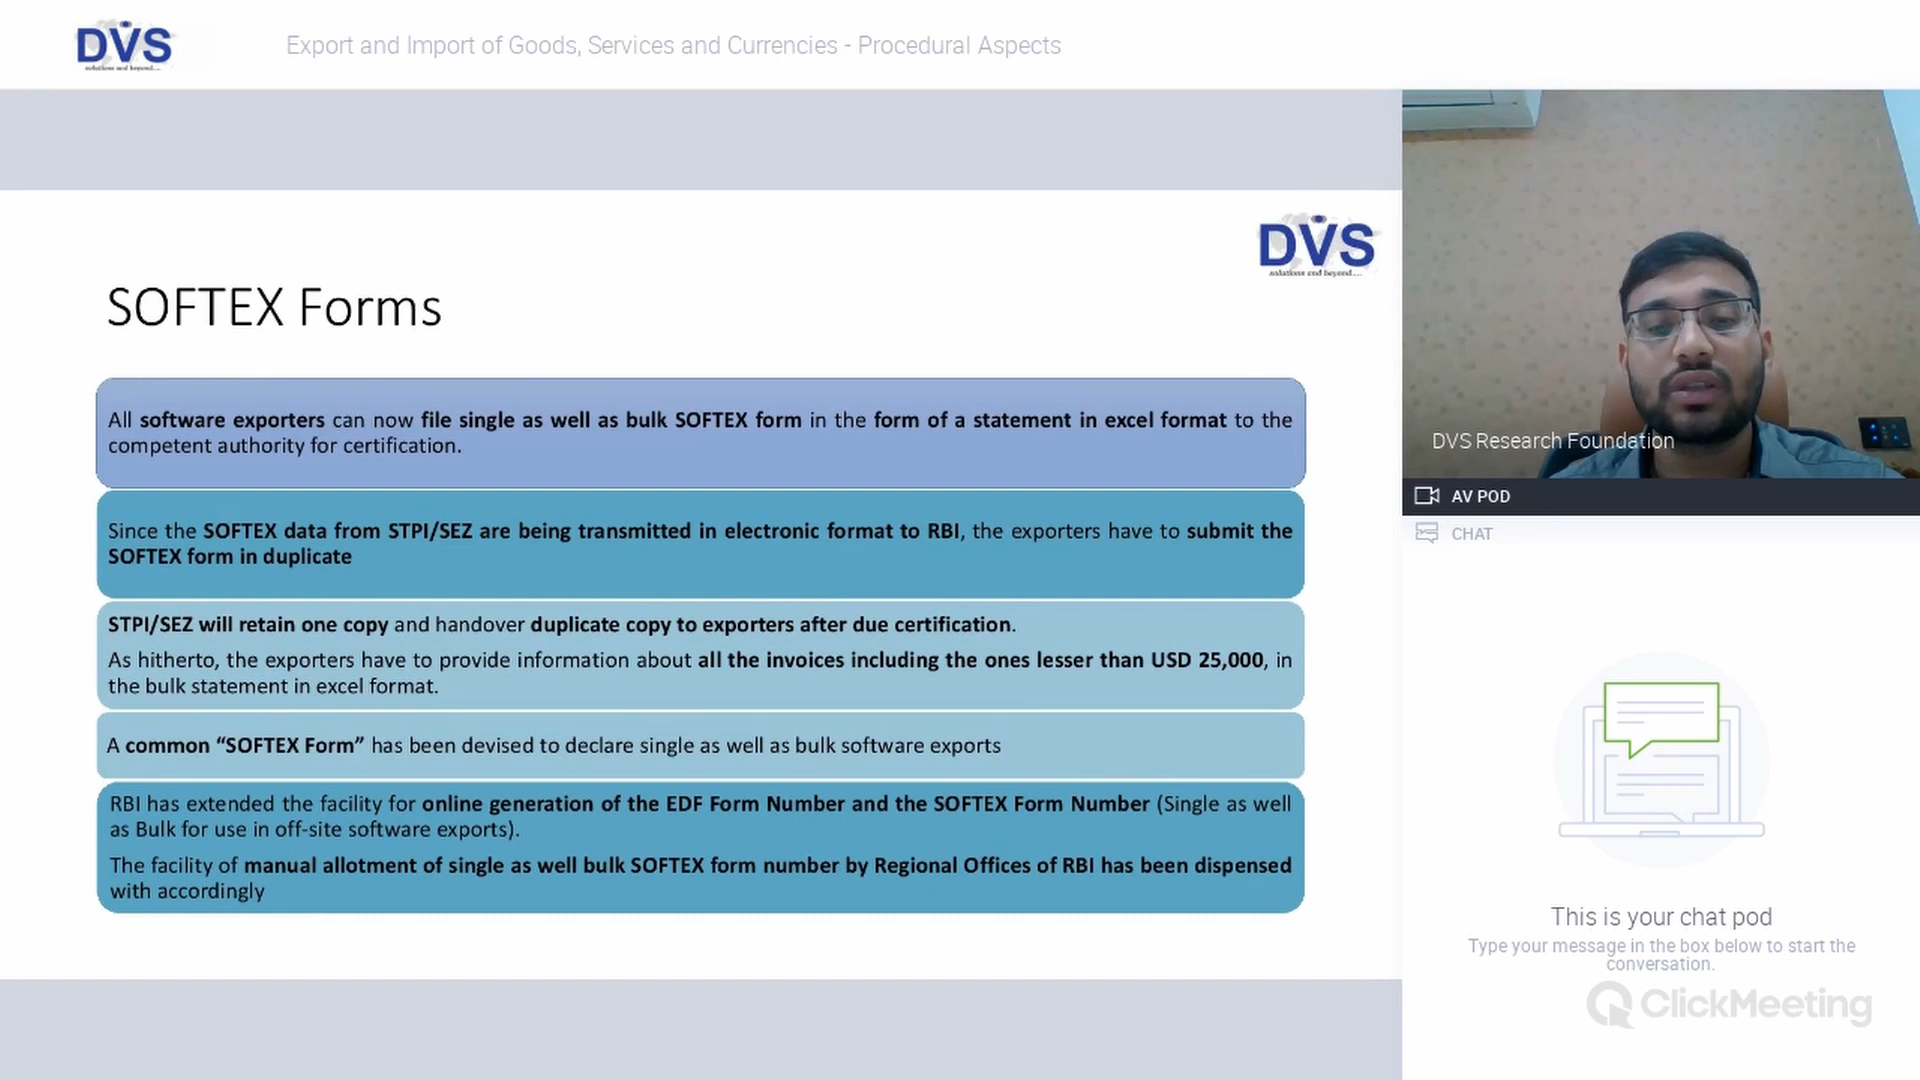 DVS
solutions and beyond....
Export and Import of Goods, Services and Currencies - Procedural Aspects
DVS
solutions and beyond....
SOFTEX Forms
All software exporters can now file single as well as bulk SOFTEX form in the form of a statement in excel format to the
competent authority for certification.
Since the SOFTEX data from STPI/SEZ are being transmitted in electronic format to RBI, the exporters have to submit the
SOFTEX form in duplicate
STPI/SEZ will retain one copy and handover duplicate copy to exporters after due certification.
As hitherto, the exporters have to provide information about all the invoices including the ones lesser than USD 25,000, in
the bulk statement in excel format.
A common “SOFTEX Form” has been devised to declare single as well as bulk software exports
RBI has extended the facility for online generation of the EDF Form Number and the SOFTEX Form Number (Single as well
as Bulk for use in off-site software exports).
The facility of manual allotment of single as well bulk SOFTEX form number by Regional Offices of RBI has been dispensed
with accordingly
DVS Research Foundation
AV POD
CHAT
This is your chat pod
Type your message in the box below to start the
conversation.
ClickMeeting